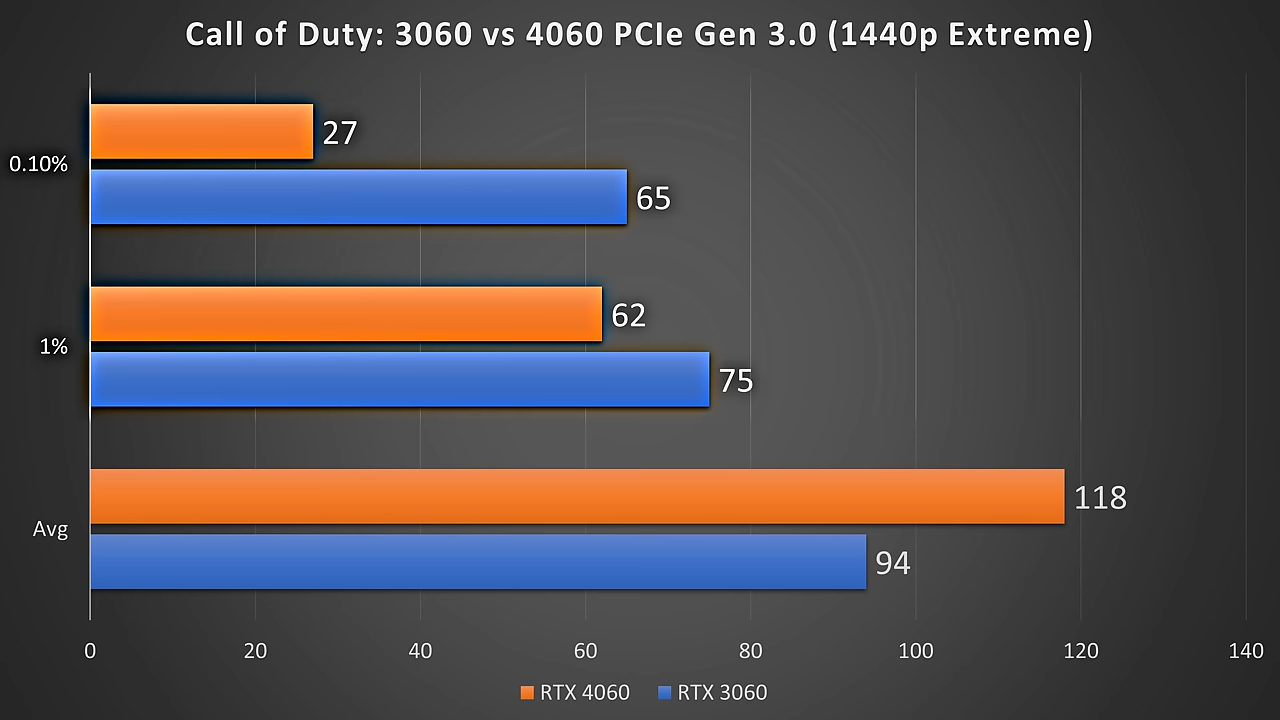 Call of Duty: 3060 vs 4060 PCIe Gen 3.0 (1440p Extreme)
27
0.10%
65
62
1%
75
118
Avg
94
0 20 40 60 80 100 120 140
RTX 4060 RTX 3060